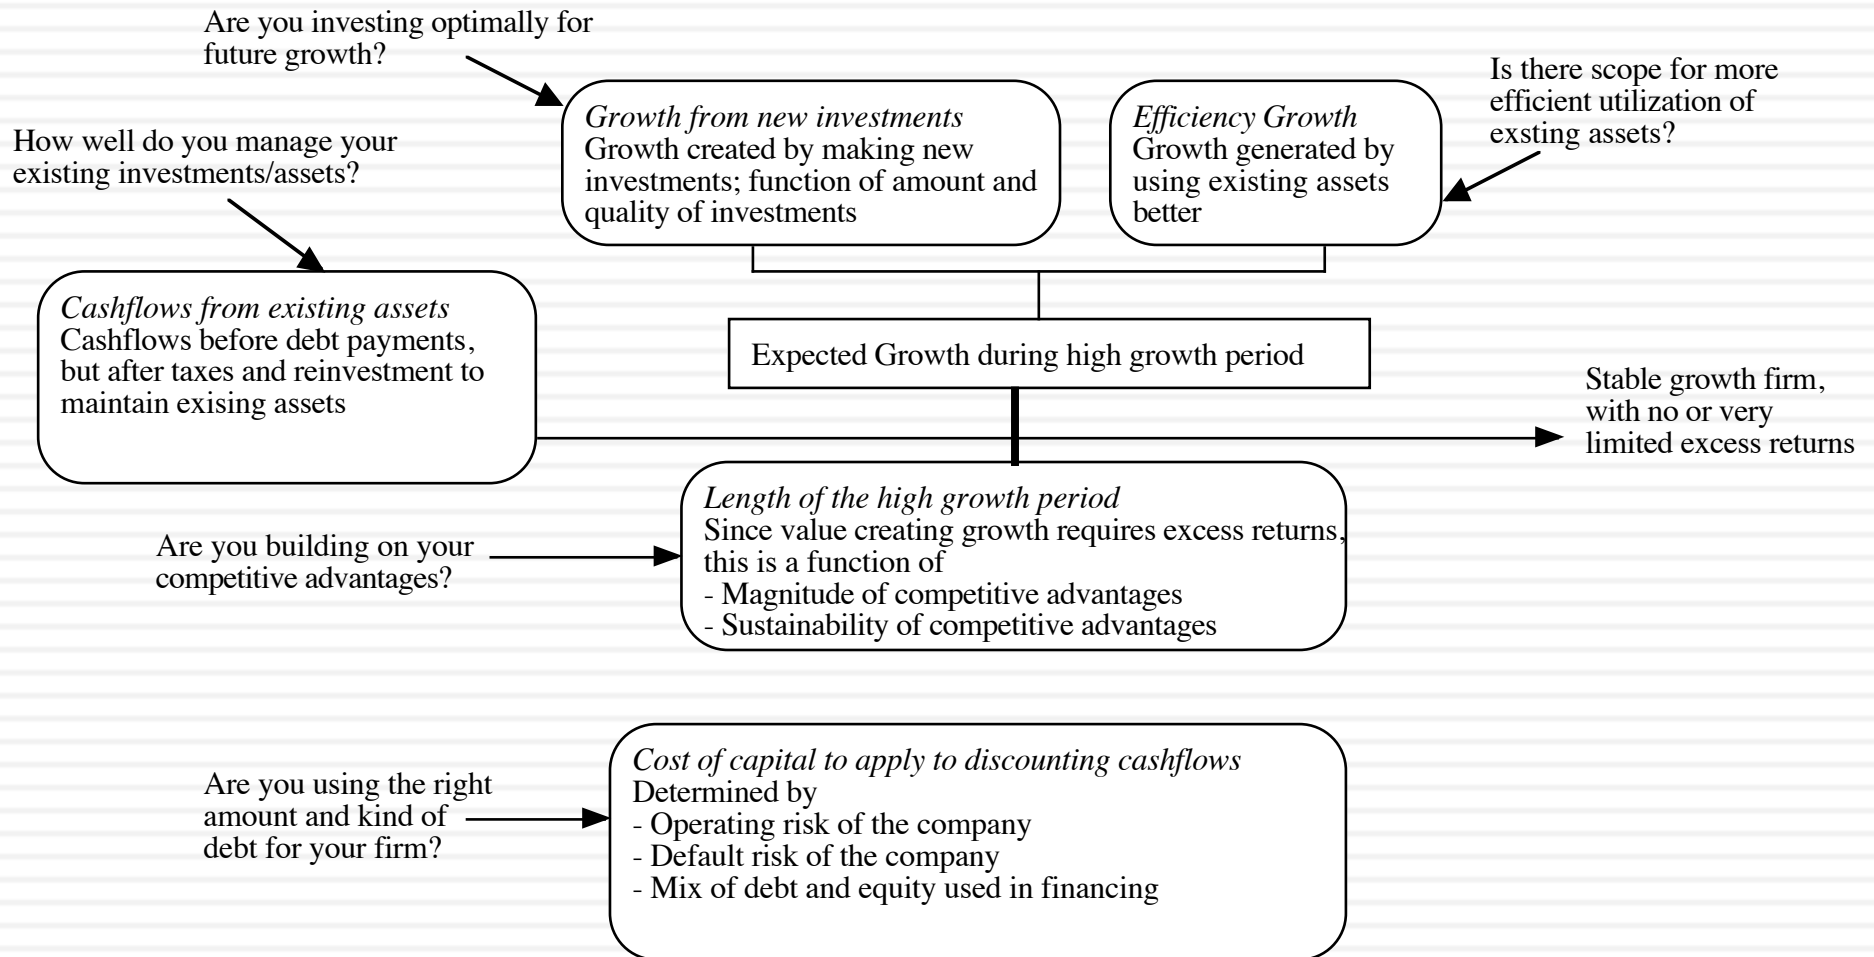 Are you investing optimally for
future growth?
Is there scope for more
efficient utilization of
exsting assets?
Growth from new investments
Growth created by making new
investments; function of amount and
quality of investments
Efficiency Growth
Growth generated by
using existing assets
better
How well do you manage your
existing investments/assets?
Cashflows from existing assets
Cashflows before debt payments,
but after taxes and reinvestment to
maintain exising assets
Expected Growth during high growth period
Stable growth firm,
with no or very
limited excess returns
Length of the high growth period
Since value creating growth requires excess returns,
this is a function of
- Magnitude of competitive advantages
- Sustainability of competitive advantages
Are you building on your
competitive advantages?
Cost of capital to apply to discounting cashflows
Determined by
- Operating risk of the company
- Default risk of the company
- Mix of debt and equity used in financing
Are you using the right
amount and kind of
debt for your firm?